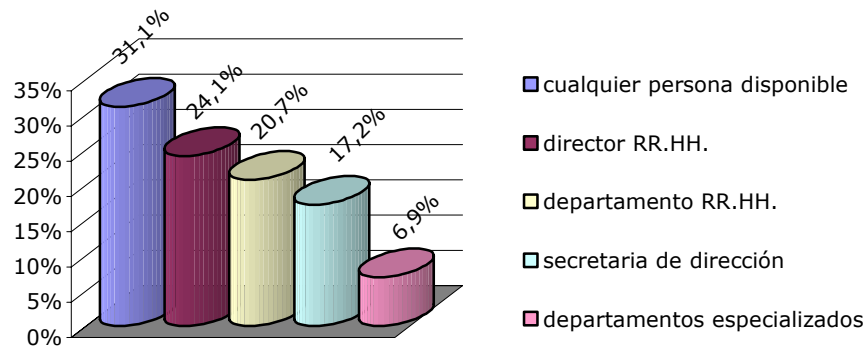 31,1%
24,1%
20,7%
17,2%
6,9%
35%
30%
25%
20%
15%
10%
5%
0%
cualquier persona disponible
director RR.HH.
departamento RR.HH.
secretaria de dirección
departamentos especializados